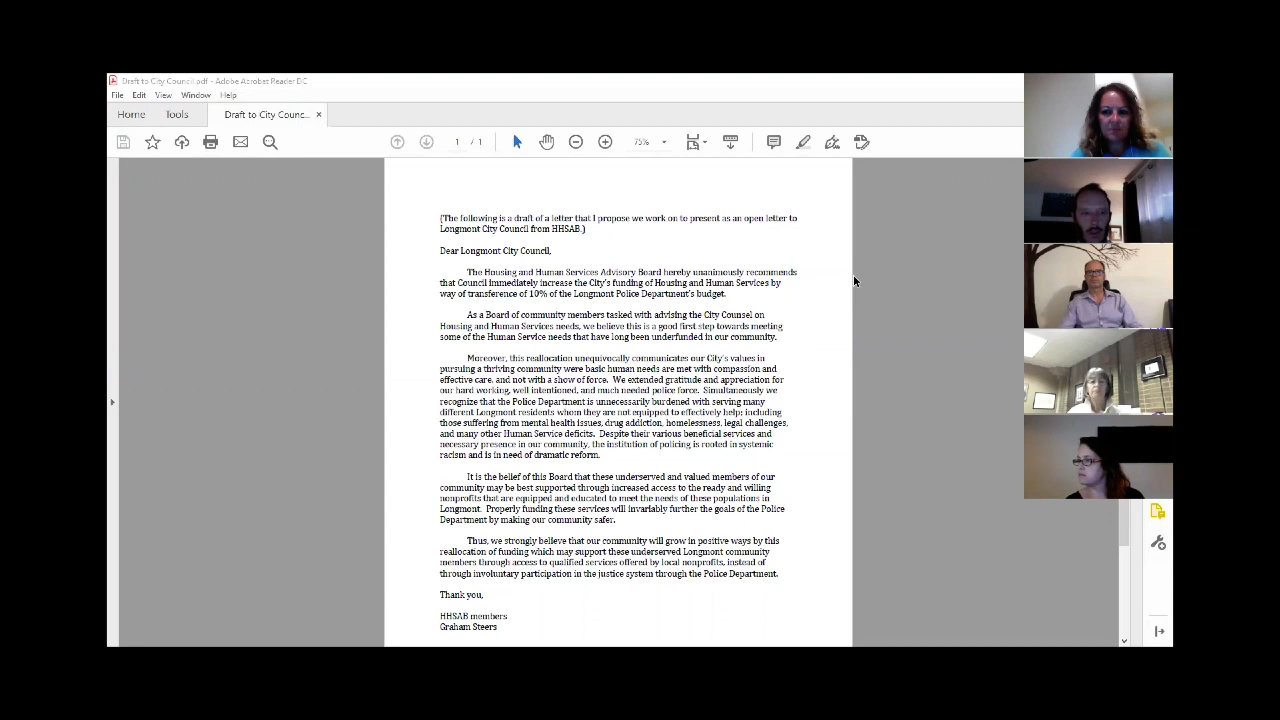 Draft to City Council.pdf - Adobe Acrobat Reader DC
File Edit View Window Help
Home Tools Draft to City Counc... ×
1 / 1 75%
(The following is a draft of a letter that I propose we work on to present as an open letter to
Longmont City Council from HHSAB.)
Dear Longmont City Council,
The Housing and Human Services Advisory Board hereby unanimously recommends
that Council immediately increase the City's funding of Housing and Human Services by
way of transference of 10% of the Longmont Police Department's budget.
As a Board of community members tasked with advising the City Counsel on
Housing and Human Services needs, we believe this is a good first step towards meeting
some of the Human Service needs that have long been underfunded in our community.
Moreover, this reallocation unequivocally communicates our City's values in
pursuing a thriving community were basic human needs are met with compassion and
effective care, and not with a show of force. We extended gratitude and appreciation for
our hard working, well intentioned, and much needed police force. Simultaneously we
recognize that the Police Department is unnecessarily burdened with serving many
different Longmont residents whom they are not equipped to effectively help; including
those suffering from mental health issues, drug addiction, homelessness, legal challenges,
and many other Human Service deficits. Despite their various beneficial services and
necessary presence in our community, the institution of policing is rooted in systemic
racism and is in need of dramatic reform.
It is the belief of this Board that these underserved and valued members of our
community may be best supported through increased access to the ready and willing
nonprofits that are equipped and educated to meet the needs of these populations in
Longmont. Properly funding these services will invariably further the goals of the Police
Department by making our community safer.
Thus, we strongly believe that our community will grow in positive ways by this
reallocation of funding which may support these underserved Longmont community
members through access to qualified services offered by local nonprofits, instead of
through involuntary participation in the justice system through the Police Department.
Thank you,
HHSAB members
Graham Steers